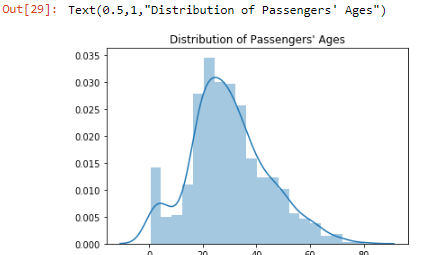 Out[29]: Text(0.5,1,"Distribution of Passengers' Ages")
Distribution of Passengers' Ages
0.035
0.030
0.025
0.020
0.015
0.010
0.005
0.000
0 20 40 60 80